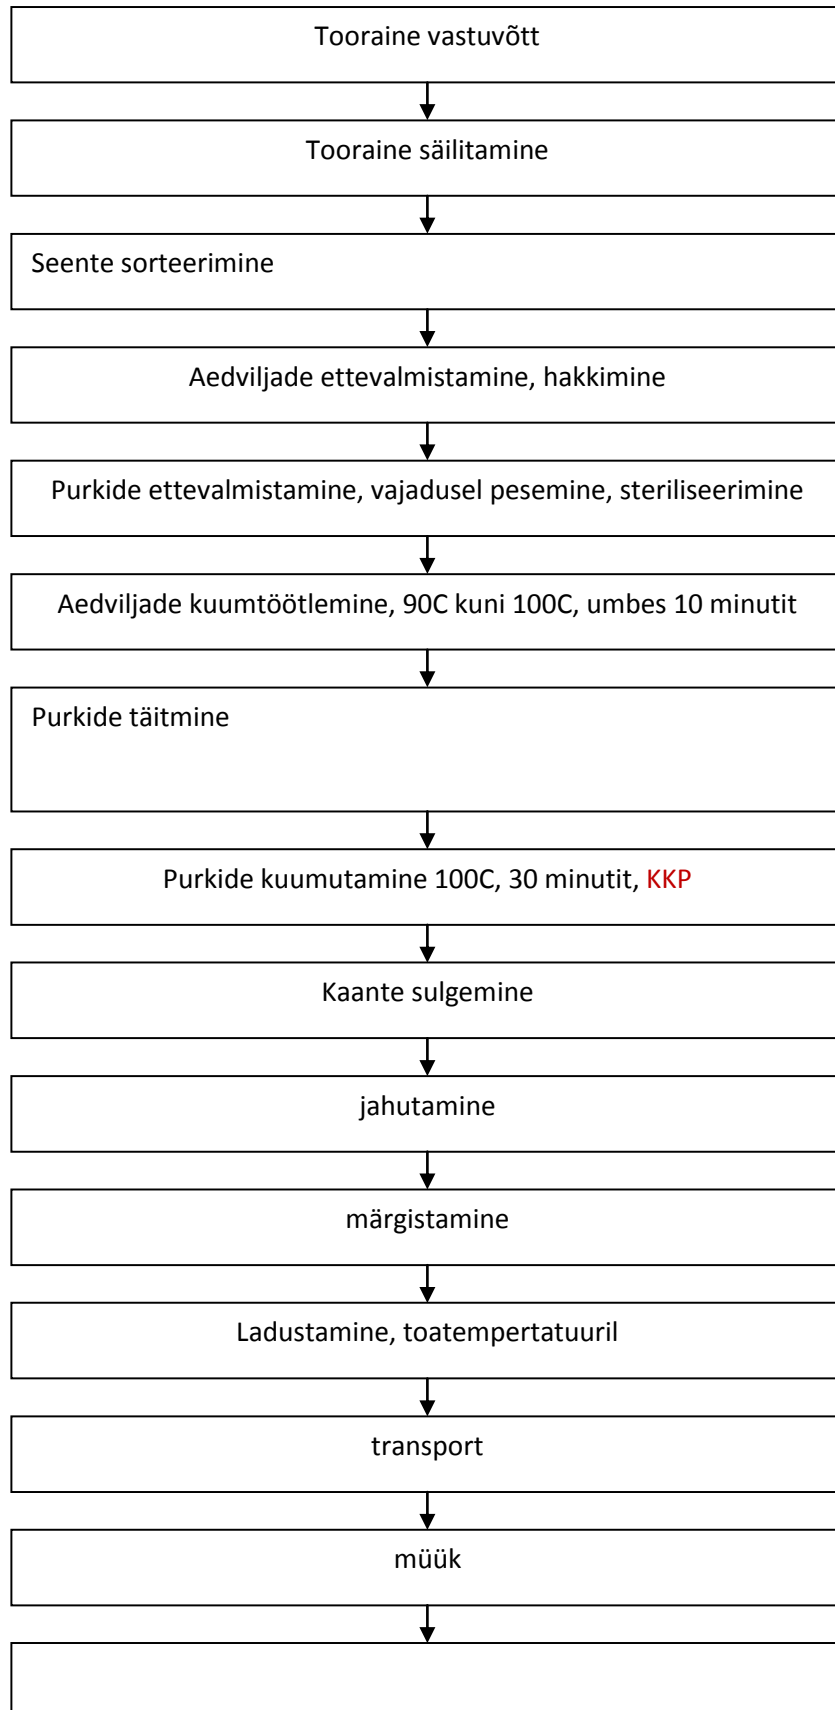 Tooraine vastuvõtt
Tooraine säilitamine
Seente sorteerimine
Aedviljade ettevalmistamine, hakkimine
Purkide ettevalmistamine, vajadusel pesemine, steriliseerimine
Aedviljade kuumtöötlemine, 90C kuni 100C, umbes 10 minutit
Purkide täitmine
Purkide kuumutamine 100C, 30 minutit, KKP
Kaante sulgemine
jahutamine
märgistamine
Ladustamine, toatempertatuuril
transport
müük